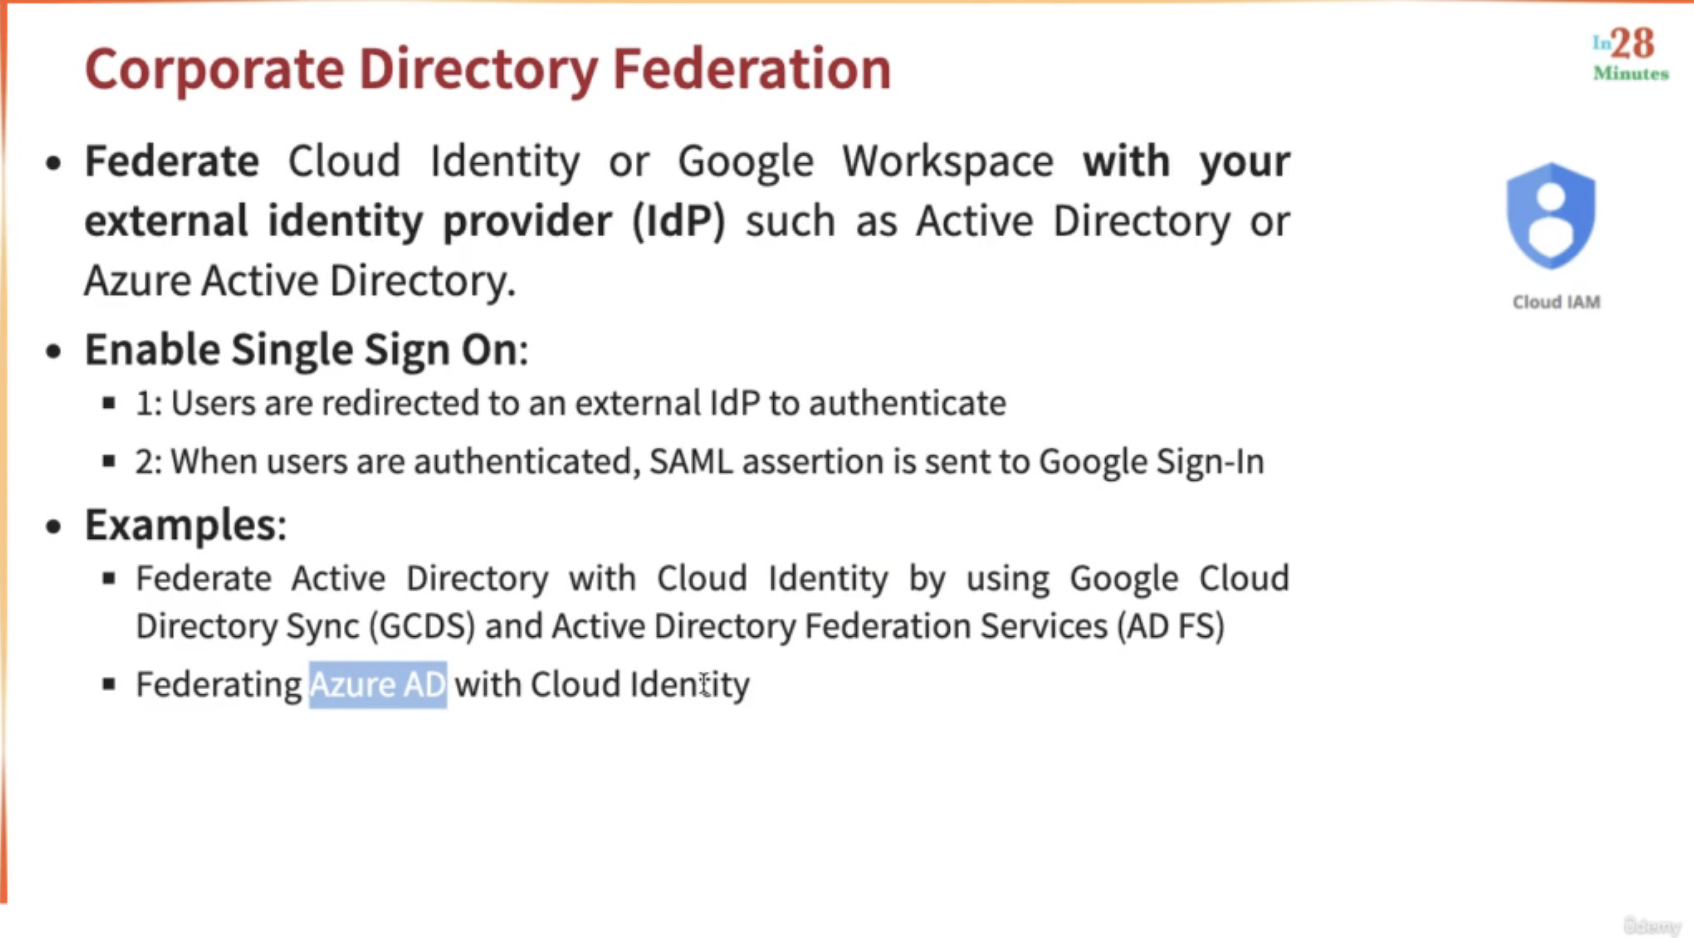 Corporate Directory Federation
In28
Minutes
• Federate Cloud Identity or Google Workspace with your
external identity provider (IdP) such as Active Directory or
Azure Active Directory.
Cloud IAM
• Enable Single Sign On:
▪ 1: Users are redirected to an external IdP to authenticate
▪ 2: When users are authenticated, SAML assertion is sent to Google Sign-In
• Examples:
▪ Federate Active Directory with Cloud Identity by using Google Cloud
Directory Sync (GCDS) and Active Directory Federation Services (AD FS)
▪ Federating Azure AD with Cloud Identity
ûdemy